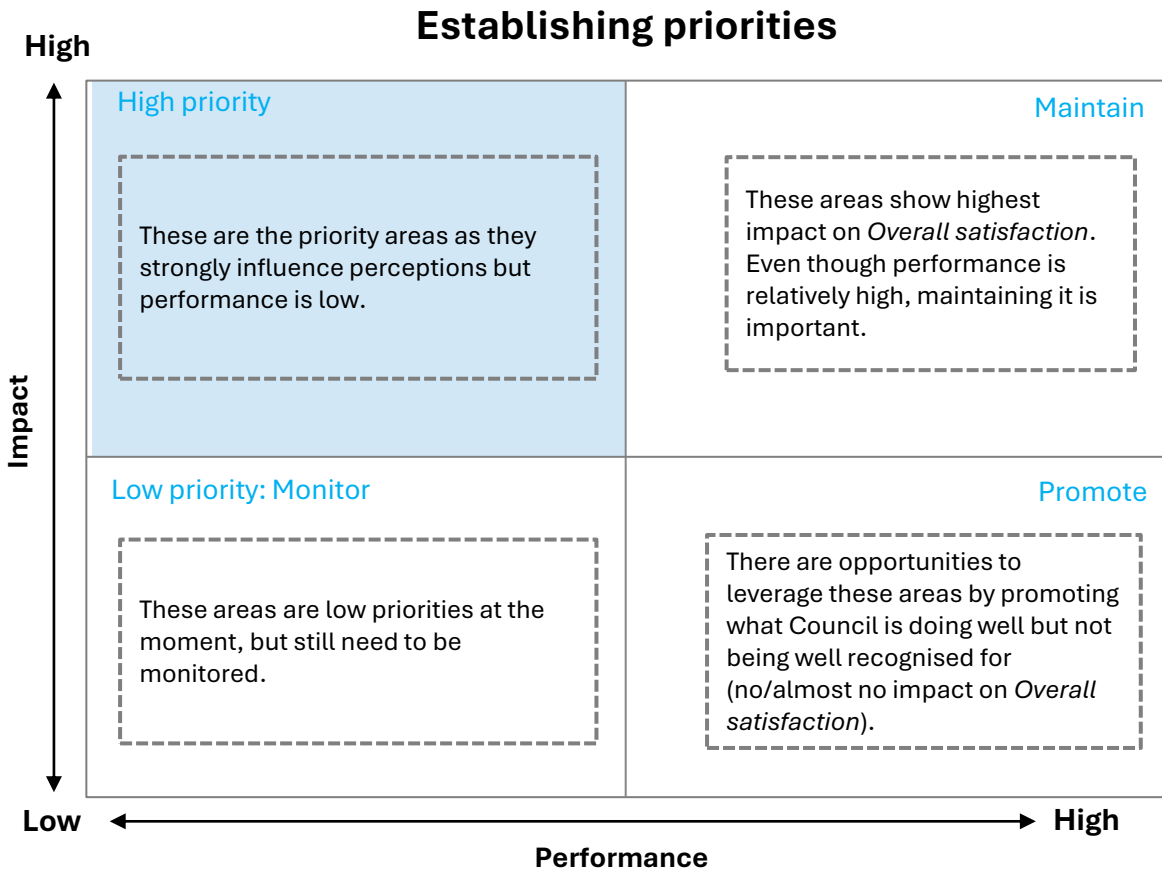 Establishing priorities
High
High priority
These are the priority areas as they
strongly influence perceptions but
performance is low.
Maintain
These areas show highest
impact on Overall satisfaction.
Even though performance is
relatively high, maintaining it is
important.
Impact
Low priority: Monitor
These areas are low priorities at the
moment, but still need to be
monitored.
Promote
There are opportunities to
leverage these areas by promoting
what Council is doing well but not
being well recognised for
(no/almost no impact on Overall
satisfaction).
Low
High
Performance